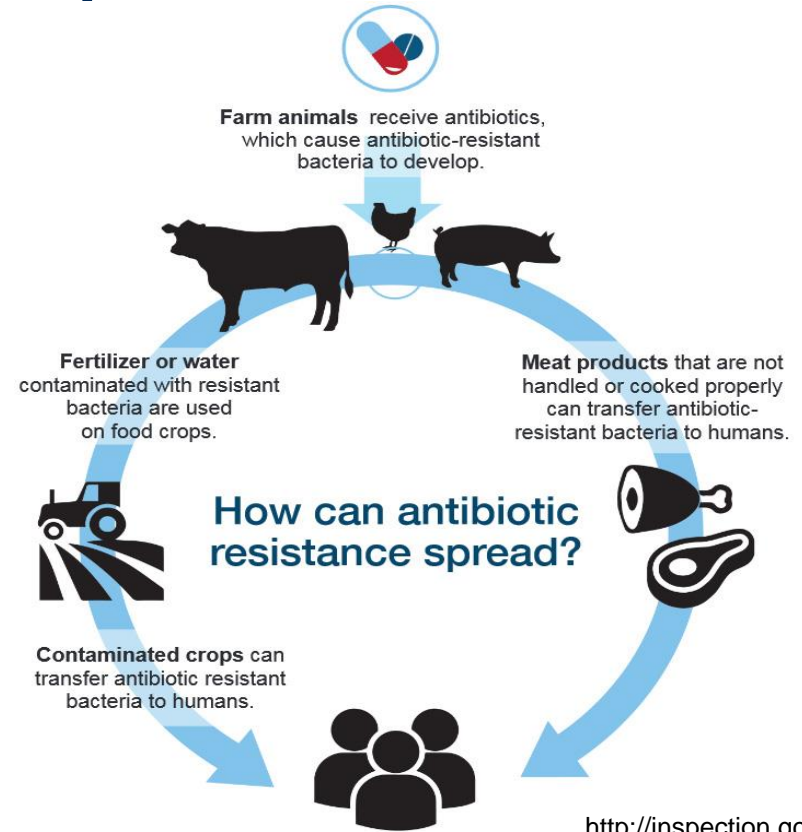 Farm animals receive antibiotics,
which cause antibiotic-resistant
bacteria to develop.
Fertilizer or water
contaminated with resistant
bacteria are used
on food crops.
Meat products that are not
handled or cooked properly
can transfer antibiotic-
resistant bacteria to humans.
How can antibiotic
resistance spread?
Contaminated crops can
transfer antibiotic resistant
bacteria to humans.